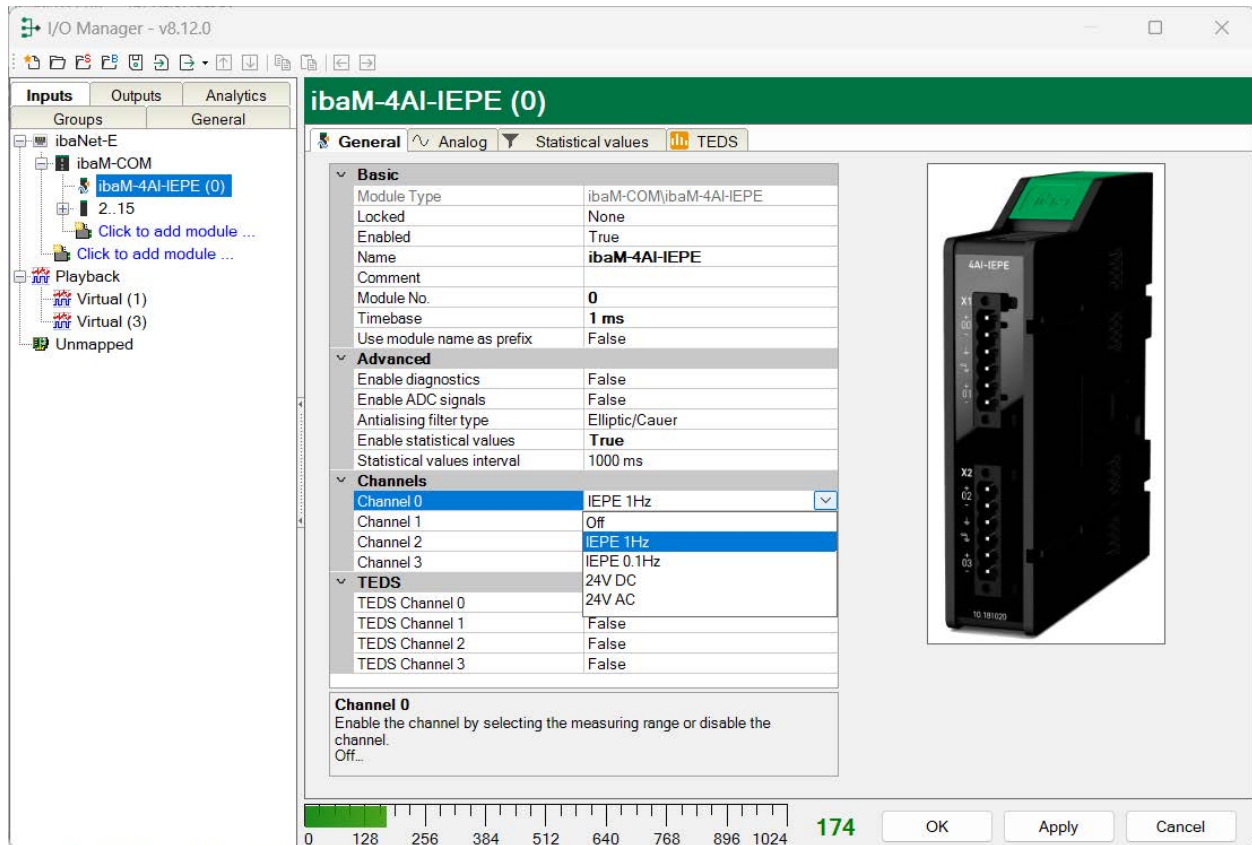 I/O Manager - v8.12.0
Inputs Outputs Analytics
Groups General
ibaNet-E
ibaM-COM
ibaM-4AI-IEPE (0)
2..15
Click to add module ...
Click to add module ...
Playback
Virtual (1)
Virtual (3)
Unmapped
ibaM-4AI-IEPE (0)
General Analog Statistical values TEDS
Basic
Module Type ibaM-COM\ibaM-4AI-IEPE
Locked None
Enabled True
Name ibaM-4AI-IEPE
Comment
Module No. 0
Timebase 1 ms
Use module name as prefix False
Advanced
Enable diagnostics False
Enable ADC signals False
Antialising filter type Elliptic/Cauer
Enable statistical values True
Statistical values interval 1000 ms
Channels
Channel 0 IEPE 1Hz
Channel 1
Channel 2
Channel 3
Off
IEPE 1Hz
IEPE 0.1Hz
24V DC
24V AC
TEDS
TEDS Channel 0
TEDS Channel 1 False
TEDS Channel 2 False
TEDS Channel 3 False
Channel 0
Enable the channel by selecting the measuring range or disable the
channel.
Off...
4AI-IEPE
X1
01
X2
02
03
10 181020
0 128 256 384 512 640 768 896 1024
174
OK Apply Cancel